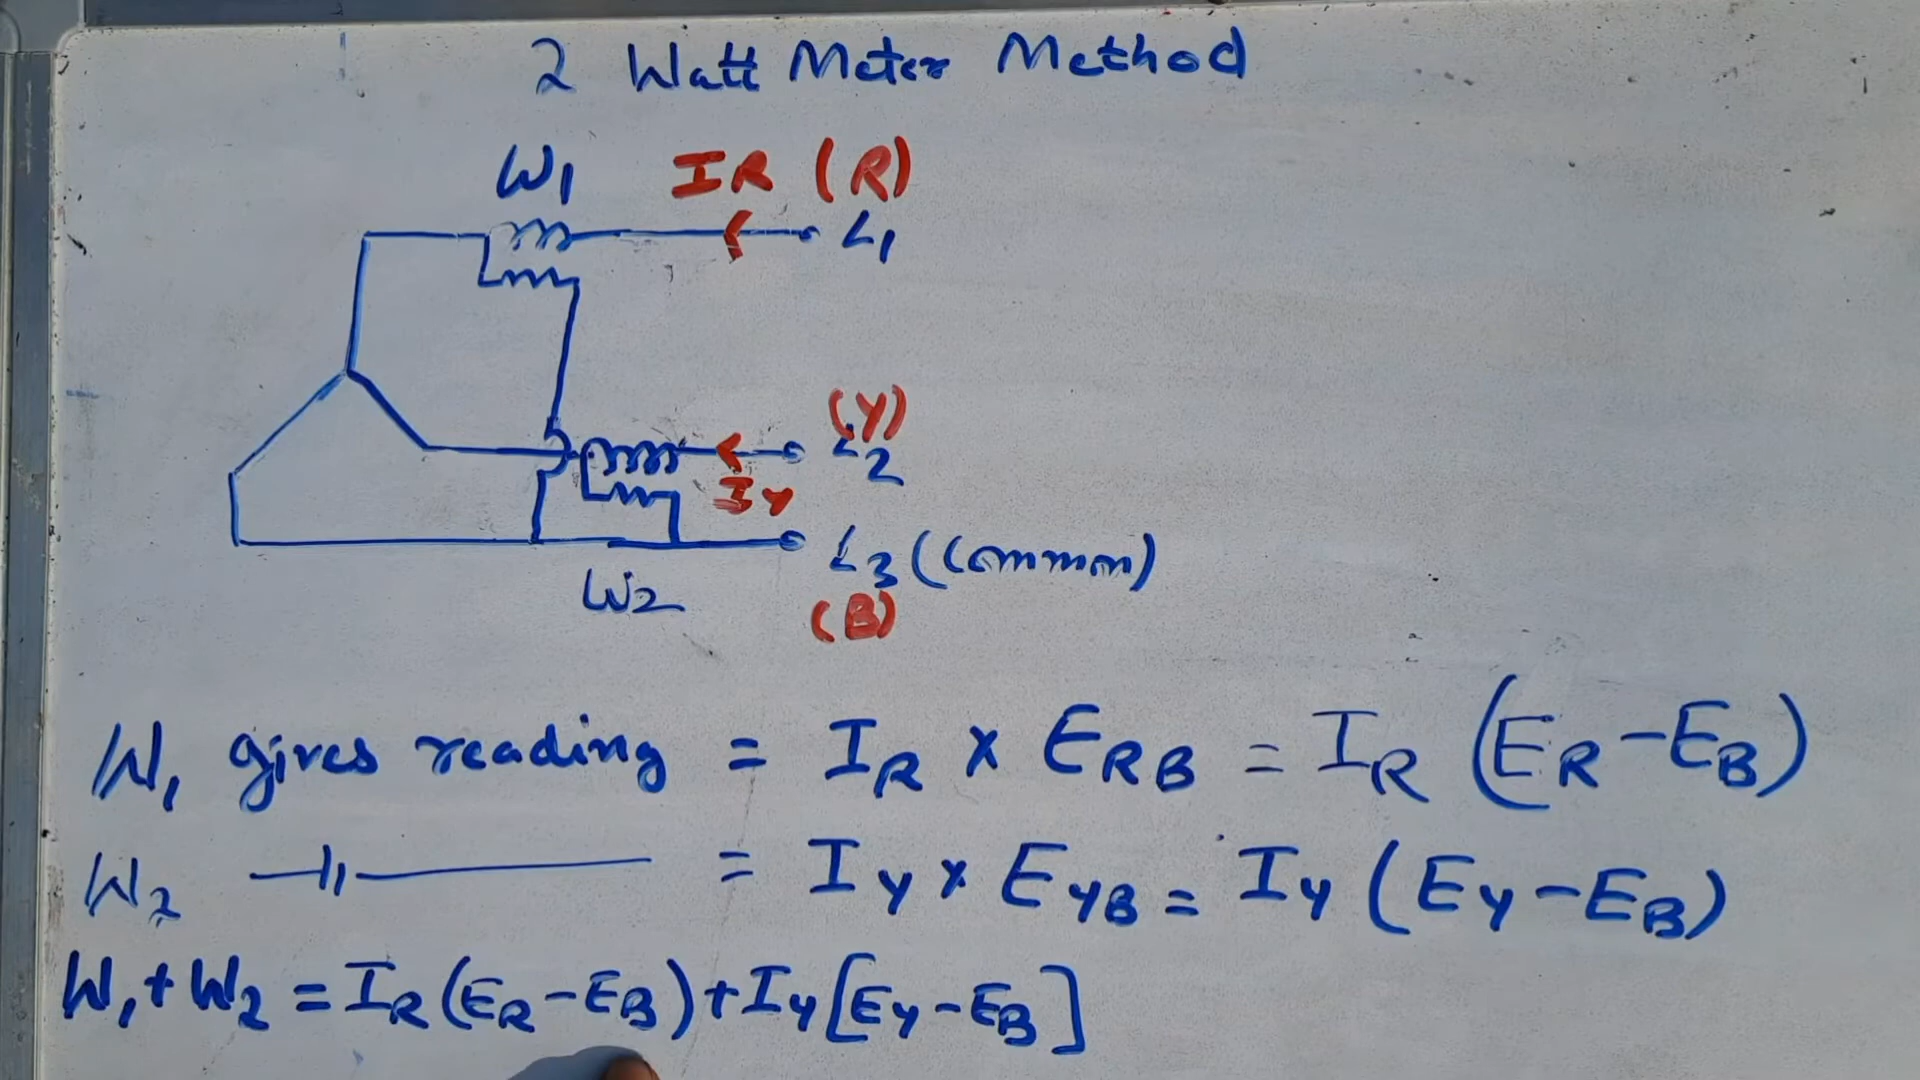 2 Watt Meter Method
W1 IR (R)
L1
(Y)
L2
IY
L3 (Common)
W2
(B)
W1 gives reading = IR × ERB = IR (ER - EB)
W2 —||— = IY × EYB = IY (EY - EB)
W1 + W2 = IR (ER - EB) + IY [EY - EB]